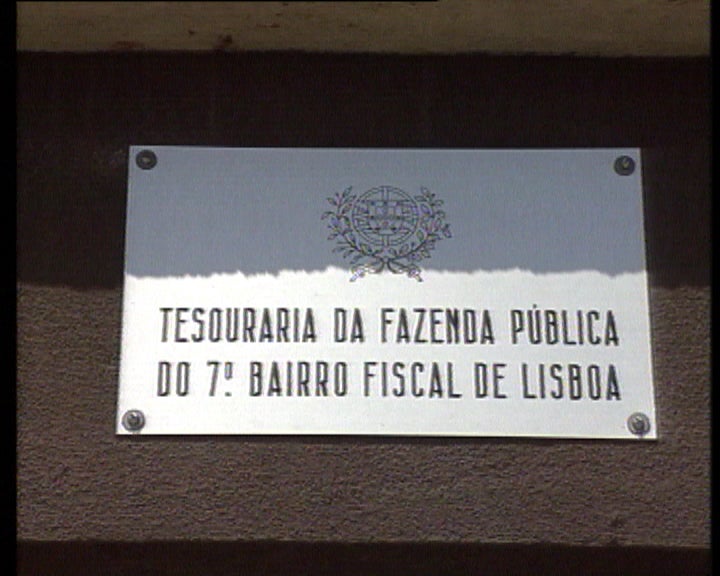 TESOURARIA DA FAZENDA PÚBLICA
DO 7º BAIRRO FISCAL DE LISBOA